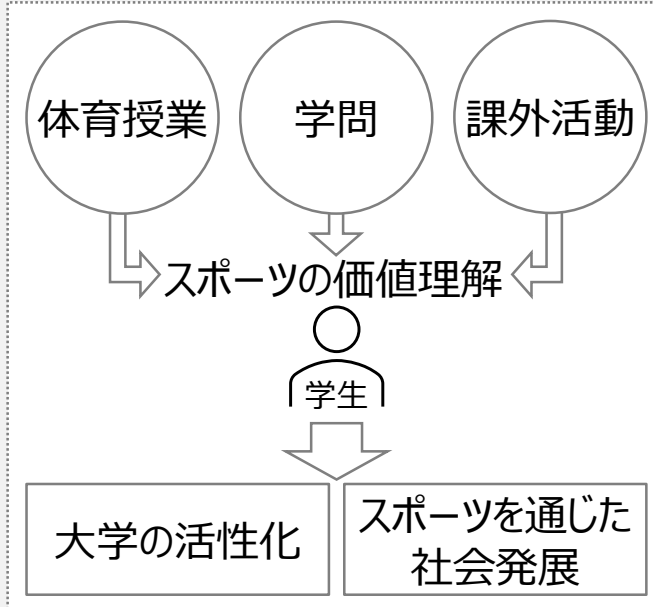 体育授業
学問
課外活動
スポーツの価値理解
学生
大学の活性化
スポーツを通じた
社会発展